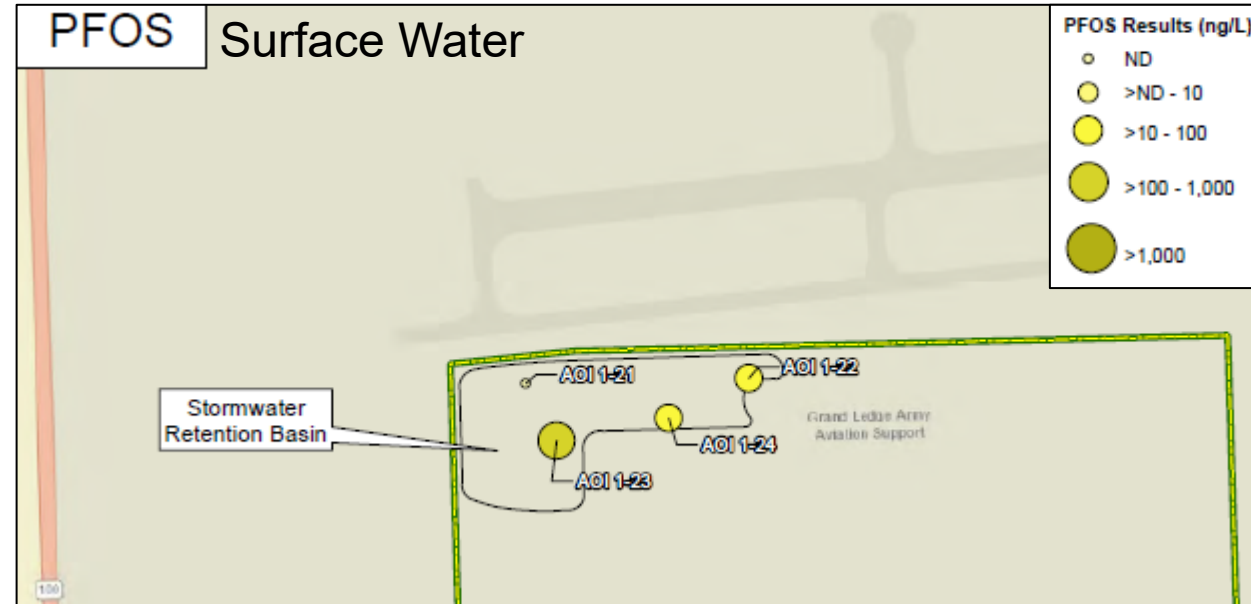 PFOS
Surface Water
PFOS Results (ng/L)
ND
>ND - 10
>10 - 100
>100 - 1,000
>1,000
AOI 1-21
AOI 1-22
Stormwater
Retention Basin
Grand Ledge Army
Aviation Support
AOI 1-24
AOI 1-23
100